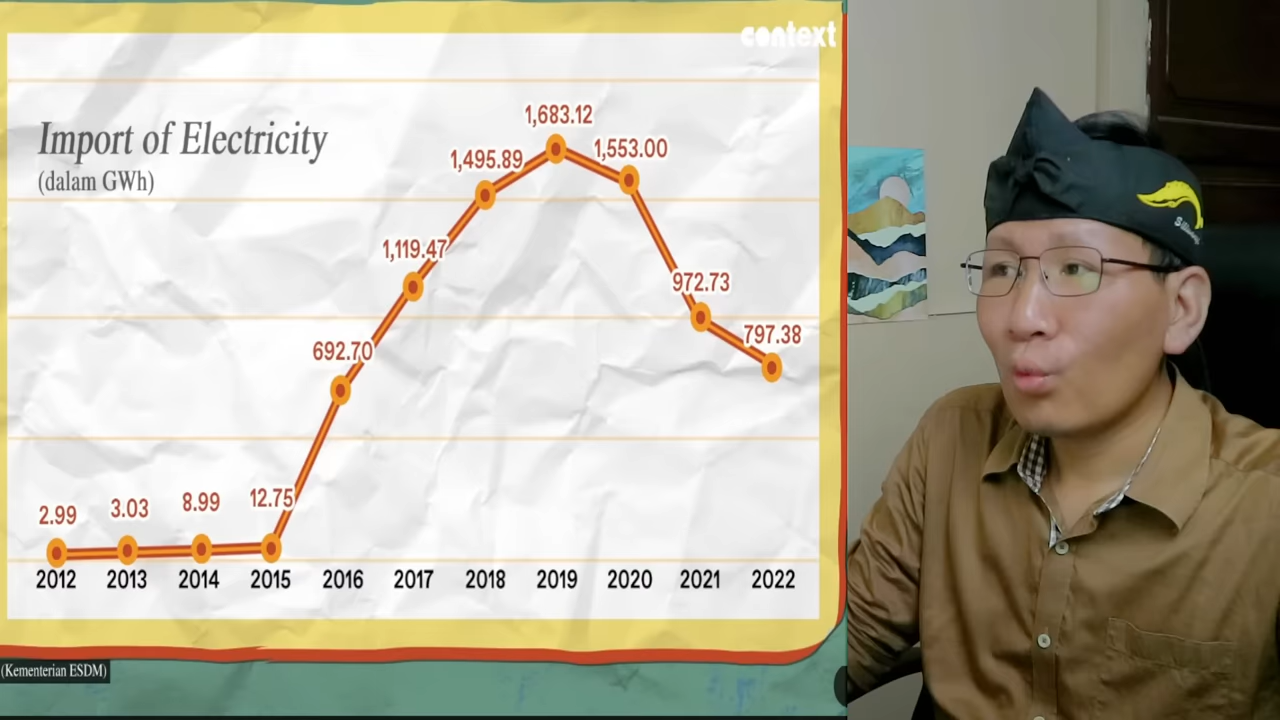 context
Import of Electricity
(dalam GWh)
2.99
3.03
8.99
12.75
692.70
1,119.47
1,495.89
1,683.12
1,553.00
972.73
797.38
2012 2013 2014 2015 2016 2017 2018 2019 2020 2021 2022
(Kementerian ESDM)